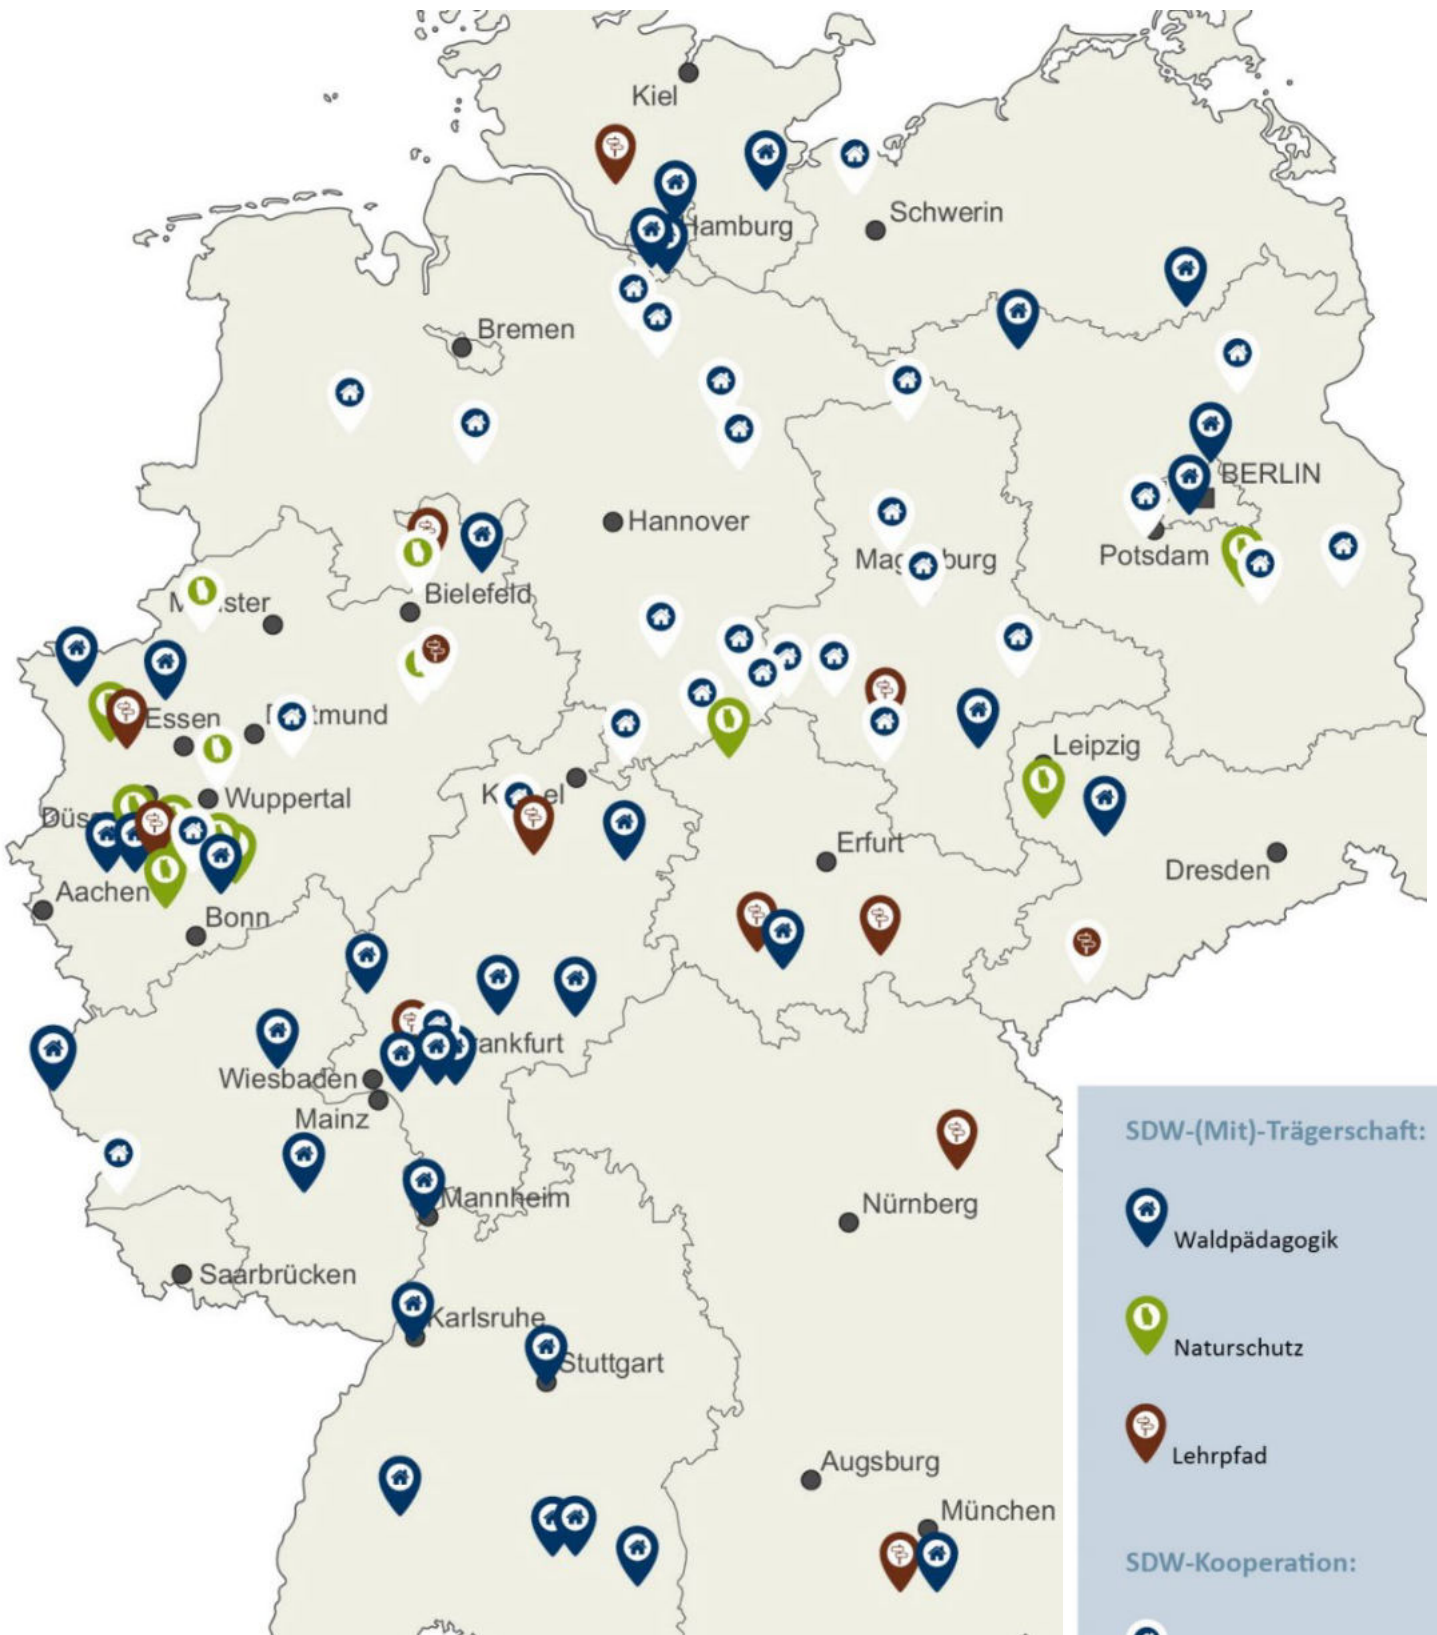 Kiel
Schwerin
Hamburg
Bremen
BERLIN
Hannover
Potsdam
Bielefeld
Essen
Leipzig
Wuppertal
Erfurt
Dresden
Aachen
Bonn
Wiesbaden
Mainz
Mannheim
Nürnberg
Saarbrücken
Karlsruhe
Stuttgart
Augsburg
München
SDW-(Mit)-Trägerschaft:
Waldpädagogik
Naturschutz
Lehrpfad
SDW-Kooperation: